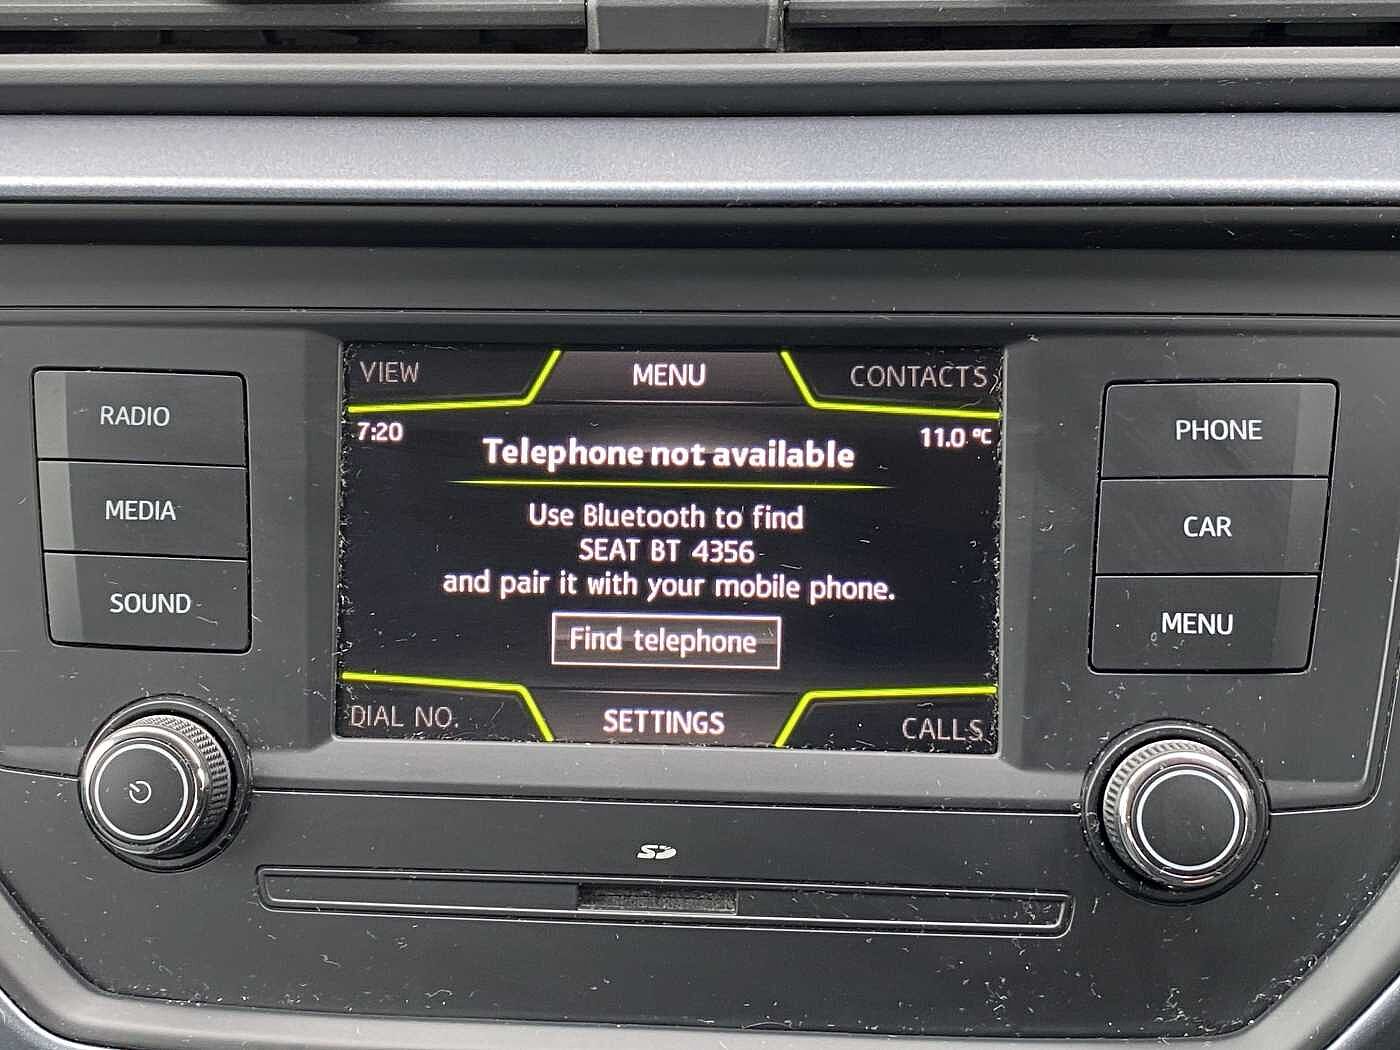 VIEW
MENU
CONTACTS
7:20
11.0 °C
Telephone not available
Use Bluetooth to find
SEAT BT 4356
and pair it with your mobile phone.
Find telephone
DIAL NO.
SETTINGS
CALLS
RADIO
MEDIA
SOUND
PHONE
CAR
MENU
SD